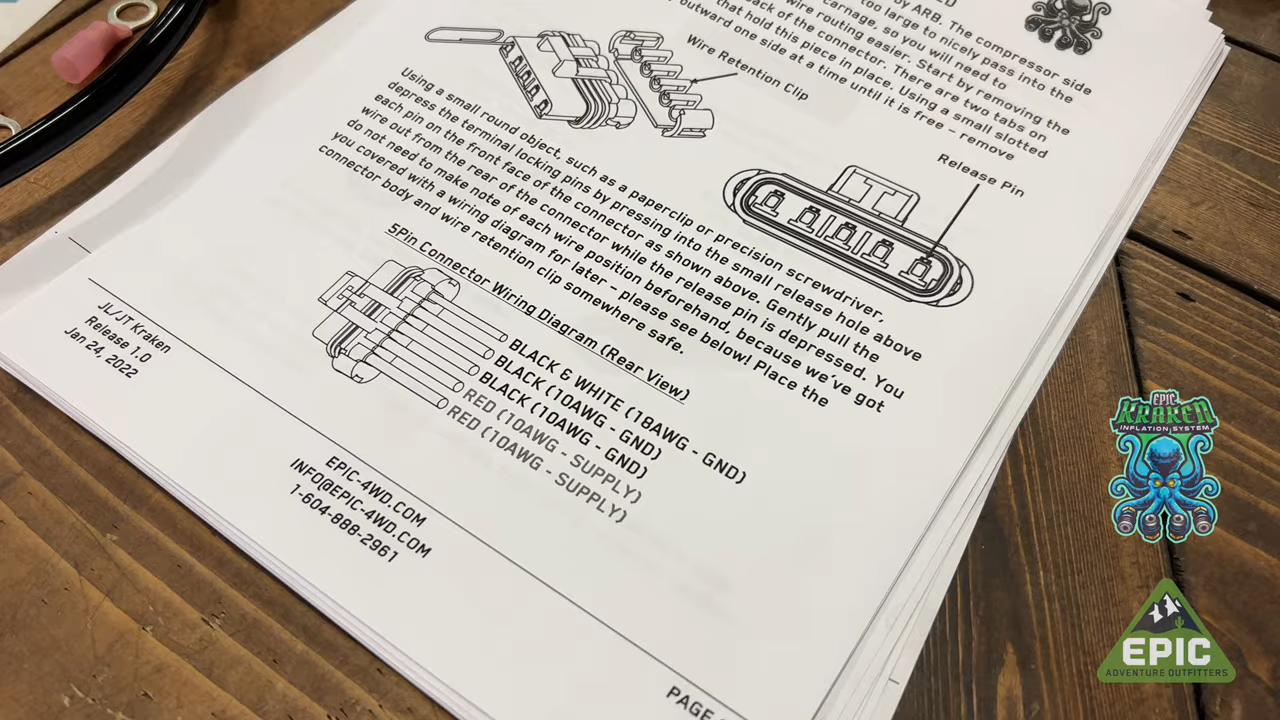 by ARB. The compressor side
too large to nicely pass into the
carnage, so you will need to
wire routing easier. Start by removing the
back of the connector. There are two tabs on
that hold this piece in place. Using a small slotted
outward one side at a time until it is free – remove
Wire Retention Clip
Release Pin
Using a small round object, such as a paperclip or precision screwdriver,
depress the terminal locking pins by pressing into the small release hole above
each pin on the front face of the connector as shown above. Gently pull the
wire out from the rear of the connector while the release pin is depressed. You
do not need to make note of each wire position beforehand, because we've got
you covered with a wiring diagram for later – please see below! Place the
connector body and wire retention clip somewhere safe.
5Pin Connector Wiring Diagram (Rear View)
BLACK & WHITE (18AWG - GND)
BLACK (10AWG - GND)
BLACK (10AWG - GND)
RED (10AWG - SUPPLY)
RED (10AWG - SUPPLY)
JL/JT Kraken
Release 1.0
Jan 24, 2022
EPIC-4WD.COM
INFO@EPIC-4WD.COM
1-604-888-2961
PAGE
EPIC
KRAKEN
INFLATION SYSTEM
EPIC
ADVENTURE OUTFITTERS